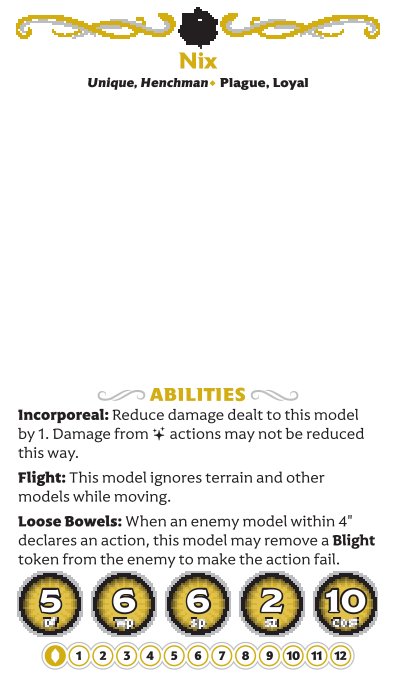 Nix
Unique, Henchman • Plague, Loyal
ABILITIES
Incorporeal: Reduce damage dealt to this model
by 1. Damage from actions may not be reduced
this way.
Flight: This model ignores terrain and other
models while moving.
Loose Bowels: When an enemy model within 4"
declares an action, this model may remove a Blight
token from the enemy to make the action fail.
5 6 6 2 10
df wp sp sz cost
1 2 3 4 5 6 7 8 9 10 11 12